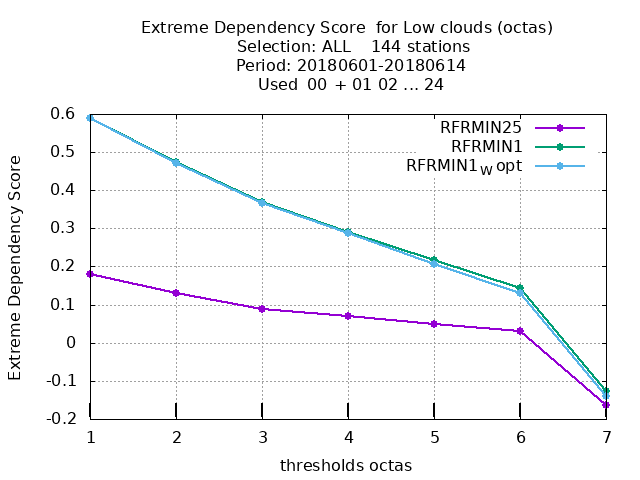 Extreme Dependency Score  for Low clouds (octas)
Selection: ALL    144 stations
Period: 20180601-20180614
Used  00 + 01 02 ... 24
RFRMIN25
RFRMIN1
RFRMIN1W opt
Extreme Dependency Score
0.6
0.5
0.4
0.3
0.2
0.1
0
-0.1
-0.2
1 2 3 4 5 6 7
thresholds octas